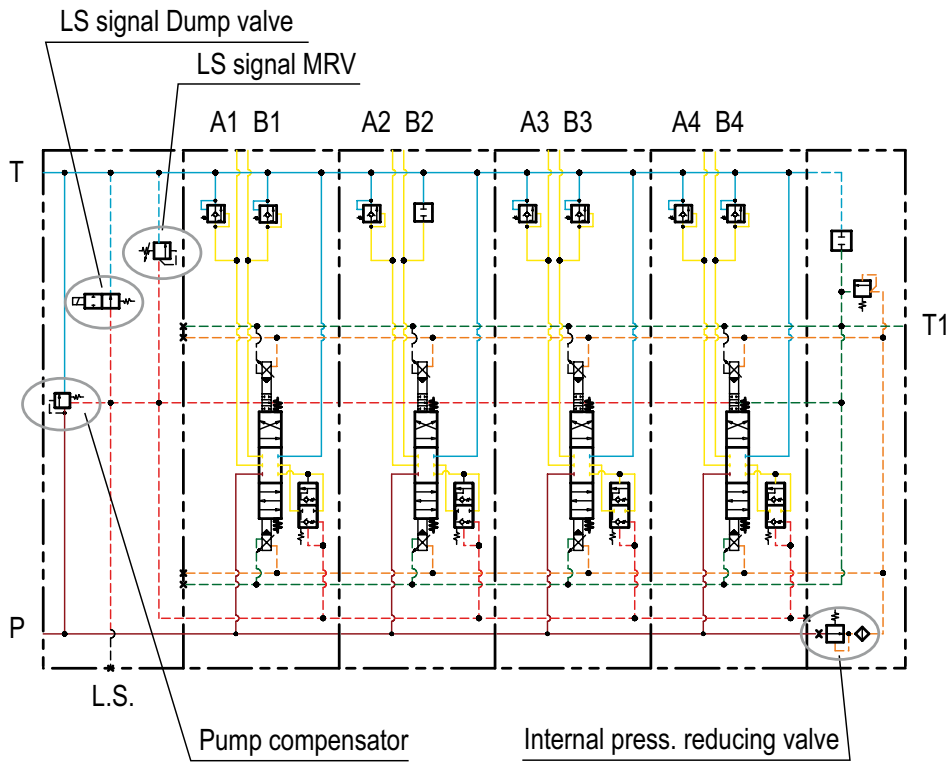 LS signal Dump valve
LS signal MRV
A1 B1 A2 B2 A3 B3 A4 B4
T
T1
P
L.S.
Pump compensator
Internal press. reducing valve